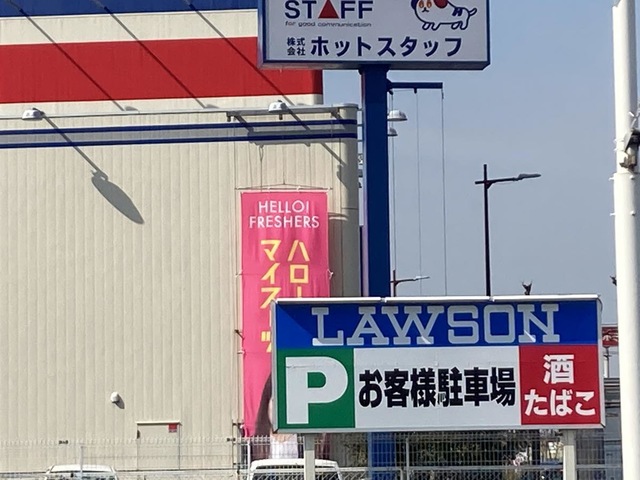 STAFF
for good communication
株式会社
ホットスタッフ
HELLO!
FRESHERS
ハロー
マイス
LAWSON
P
お客様駐車場
酒
たばこ